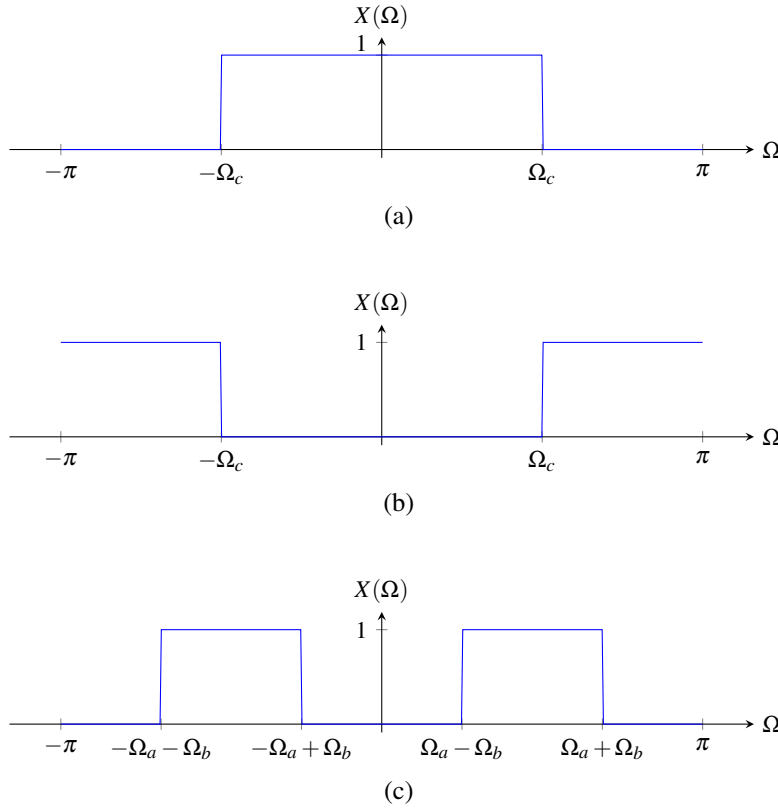 X(Ω)
1
−π −Ω_c Ω_c π Ω
(a)
X(Ω)
1
−π −Ω_c Ω_c π Ω
(b)
X(Ω)
1
−π −Ω_a − Ω_b −Ω_a + Ω_b Ω_a − Ω_b Ω_a + Ω_b π Ω
(c)